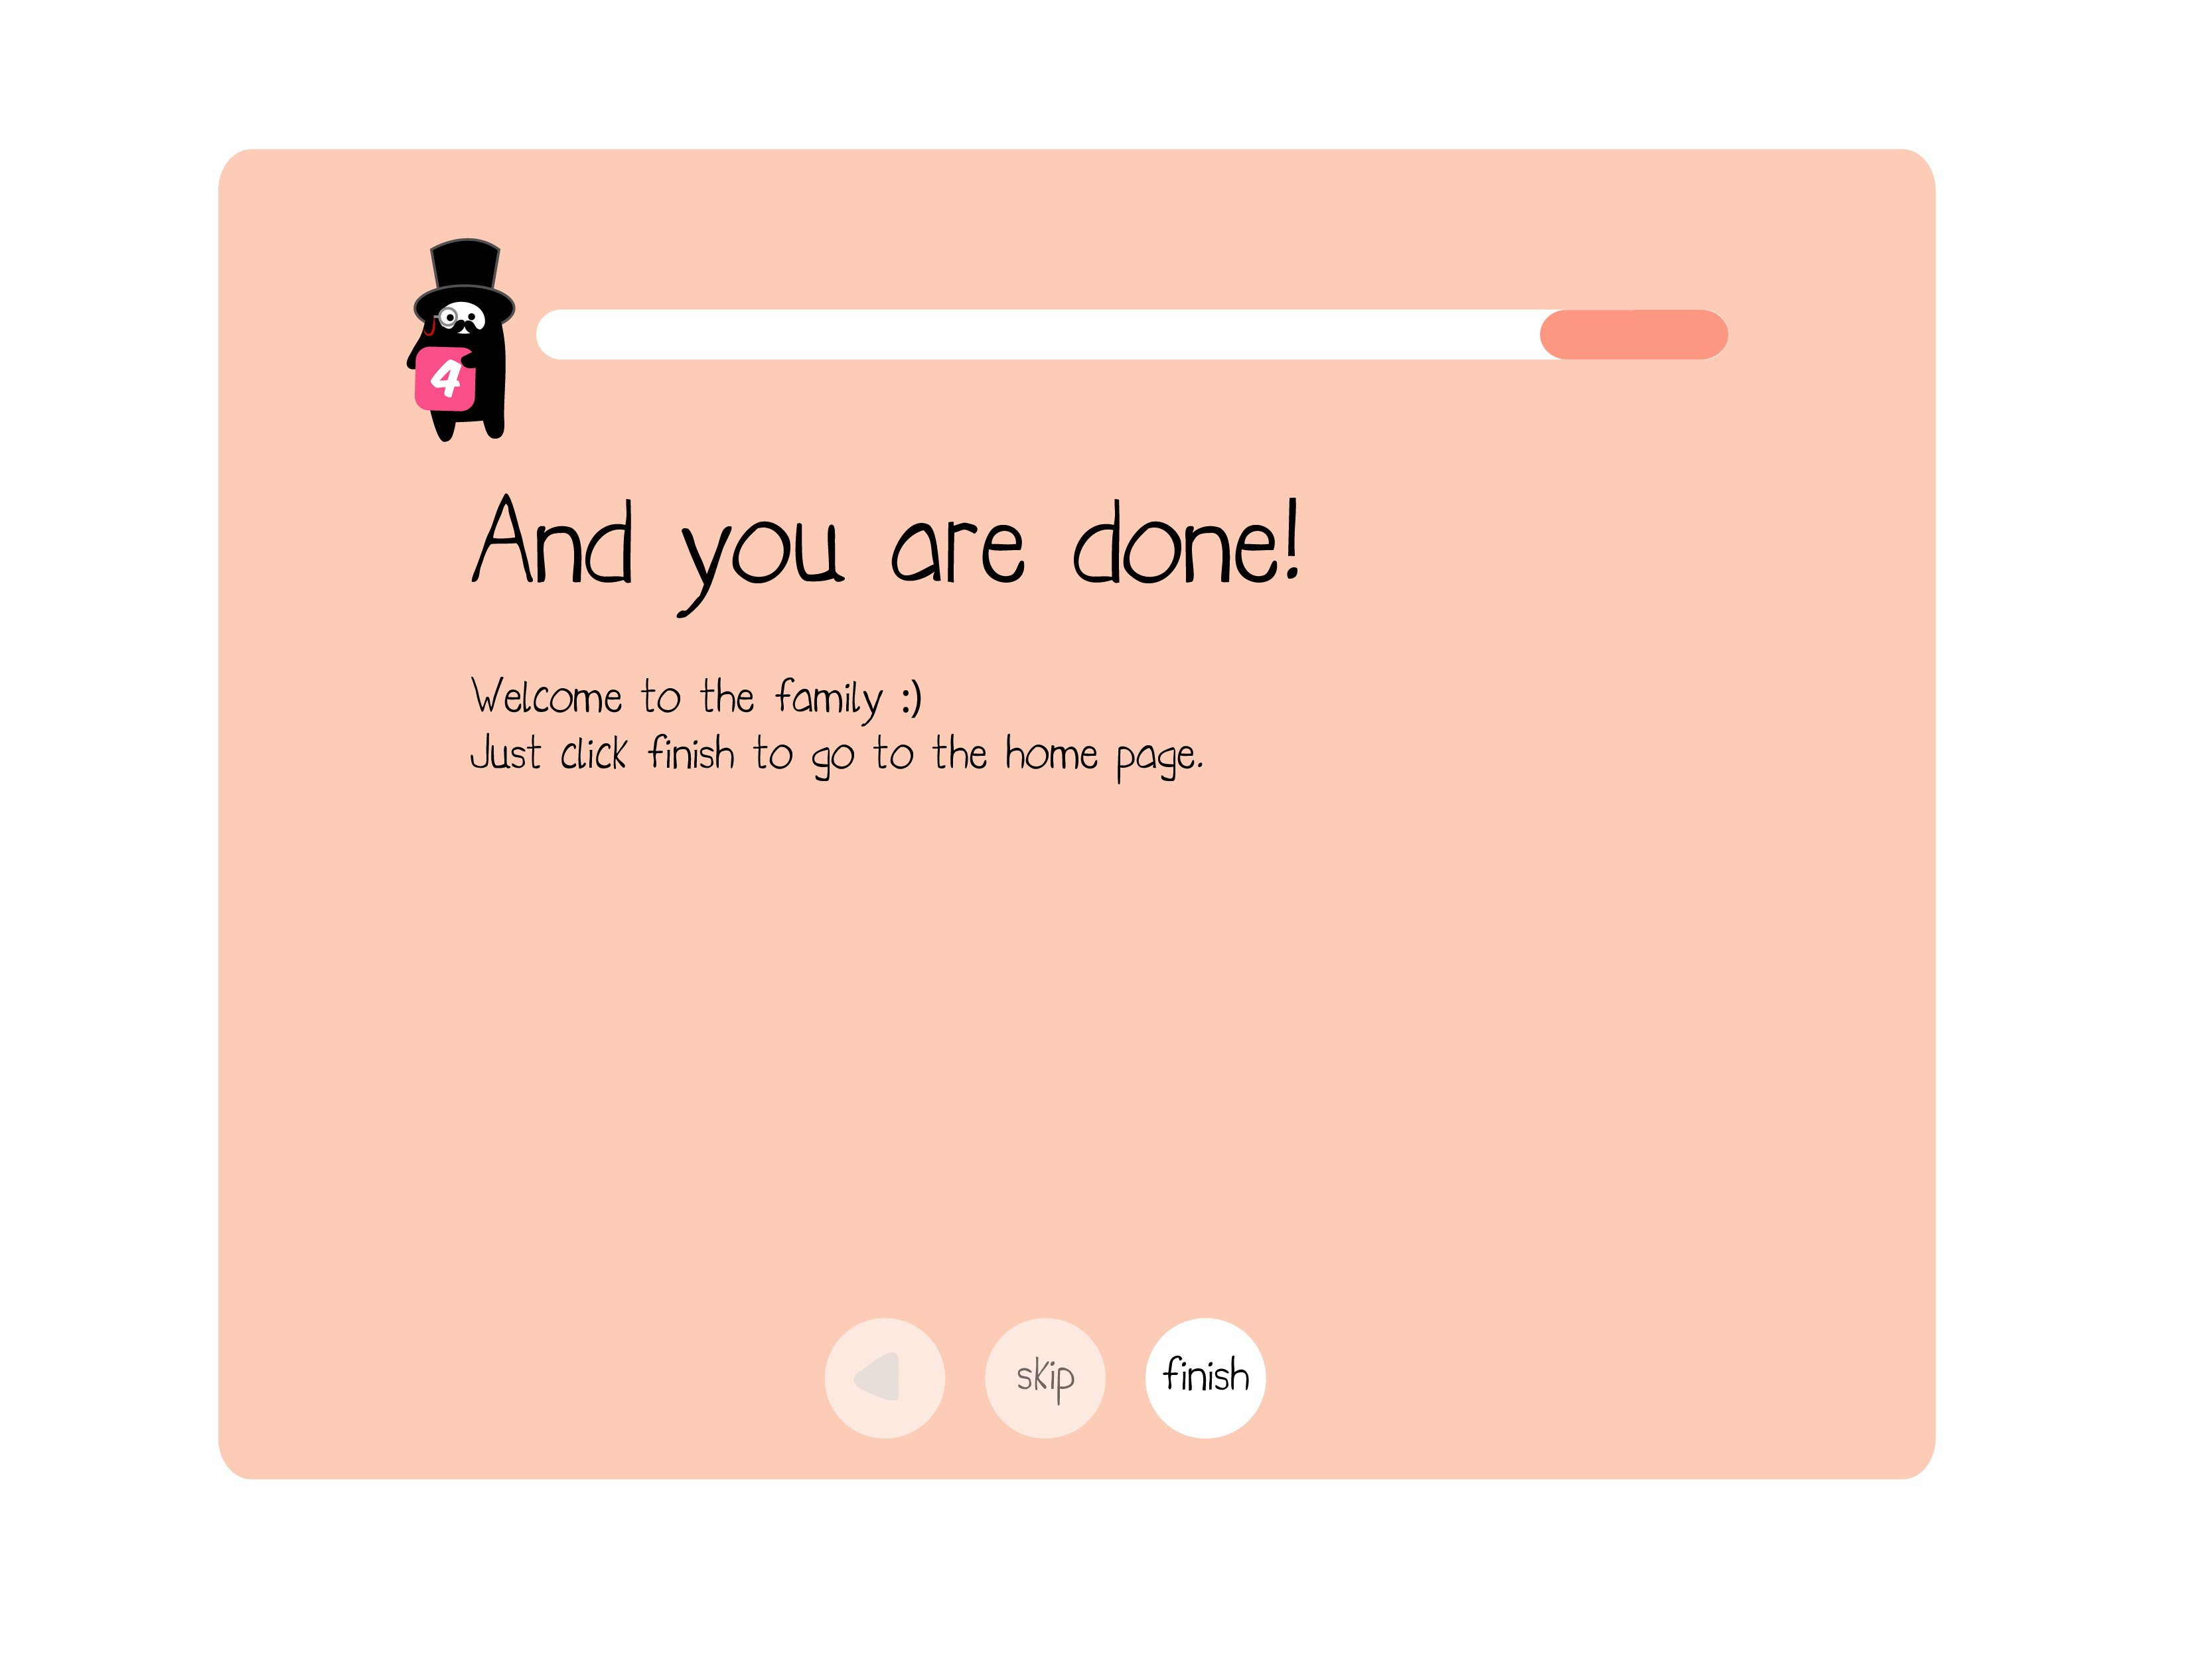 4
And you are done!
Welcome to the family :)
Just click finish to go to the home page.
skip
finish